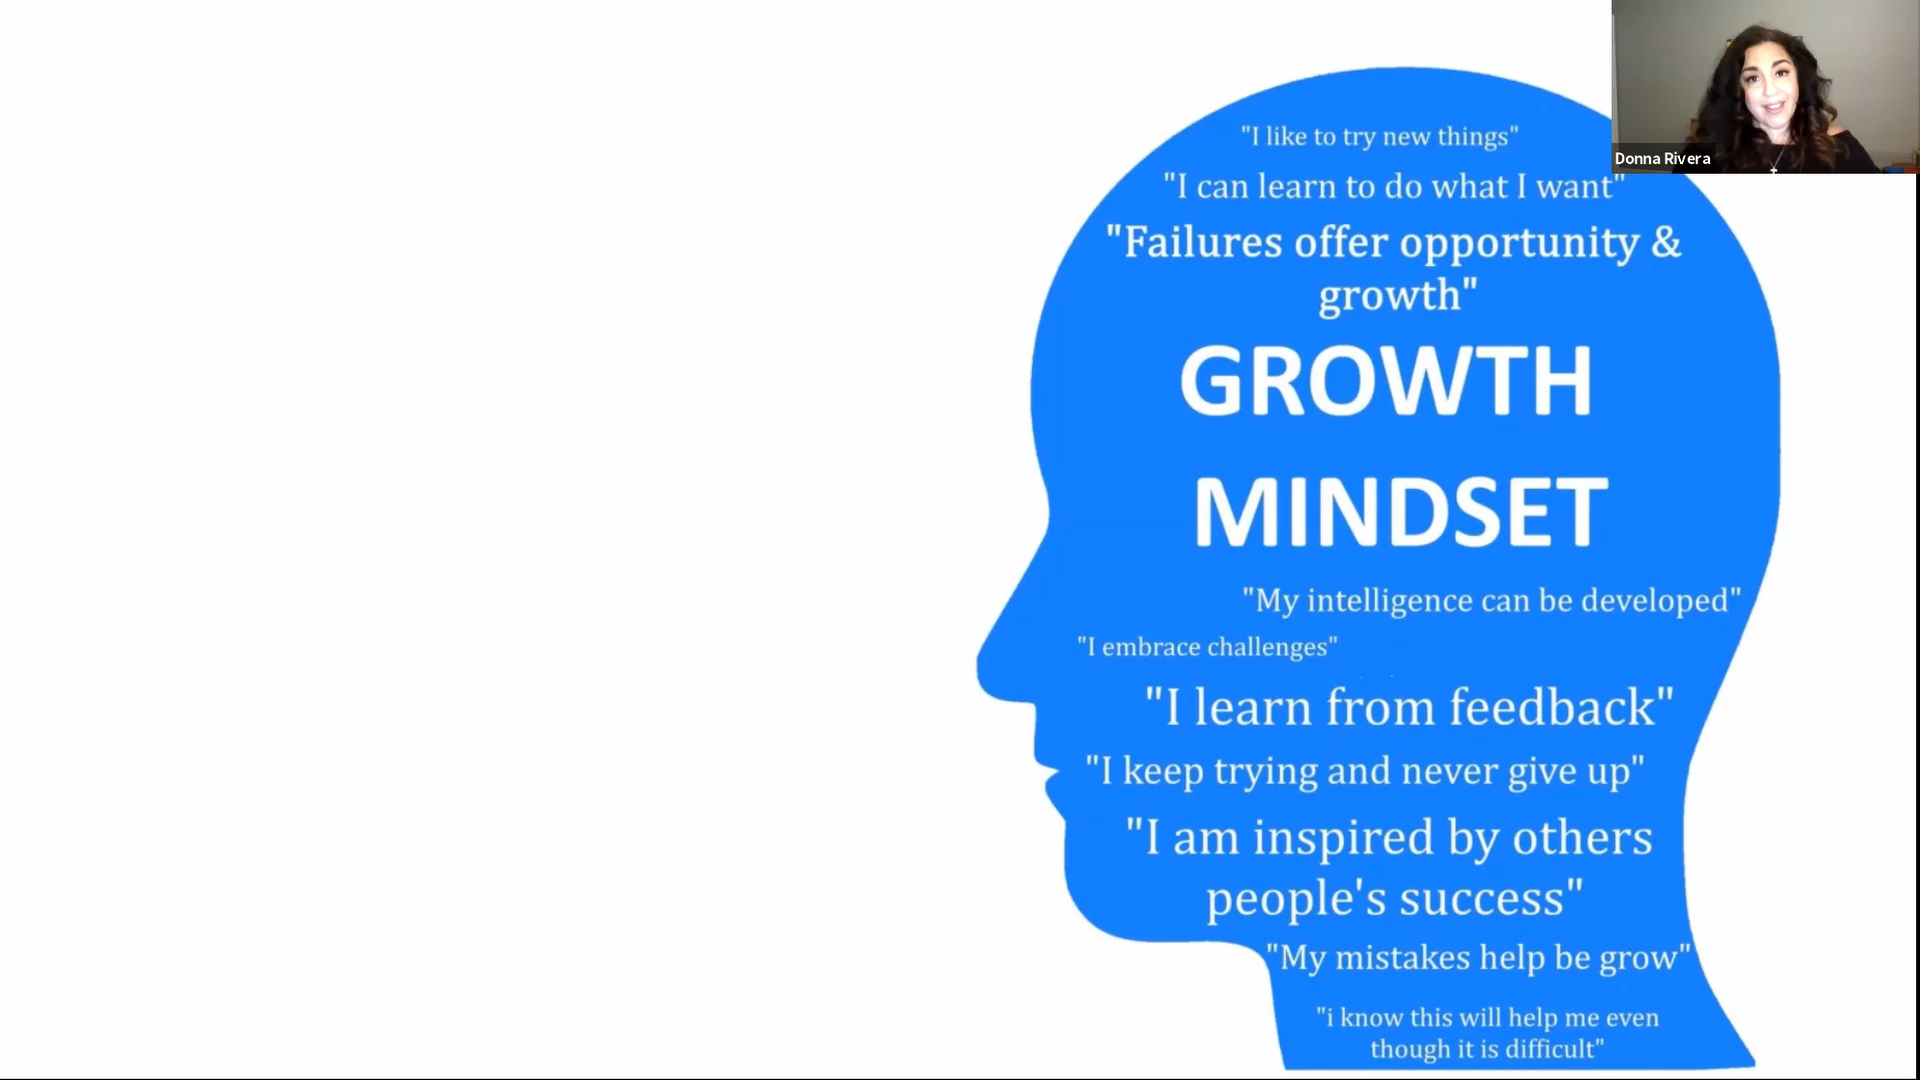 "I like to try new things"
Donna Rivera
"I can learn to do what I want"
"Failures offer opportunity &
growth"
GROWTH
MINDSET
"My intelligence can be developed"
"I embrace challenges"
"I learn from feedback"
"I keep trying and never give up"
"I am inspired by others
people's success"
"My mistakes help be grow"
"i know this will help me even
though it is difficult"